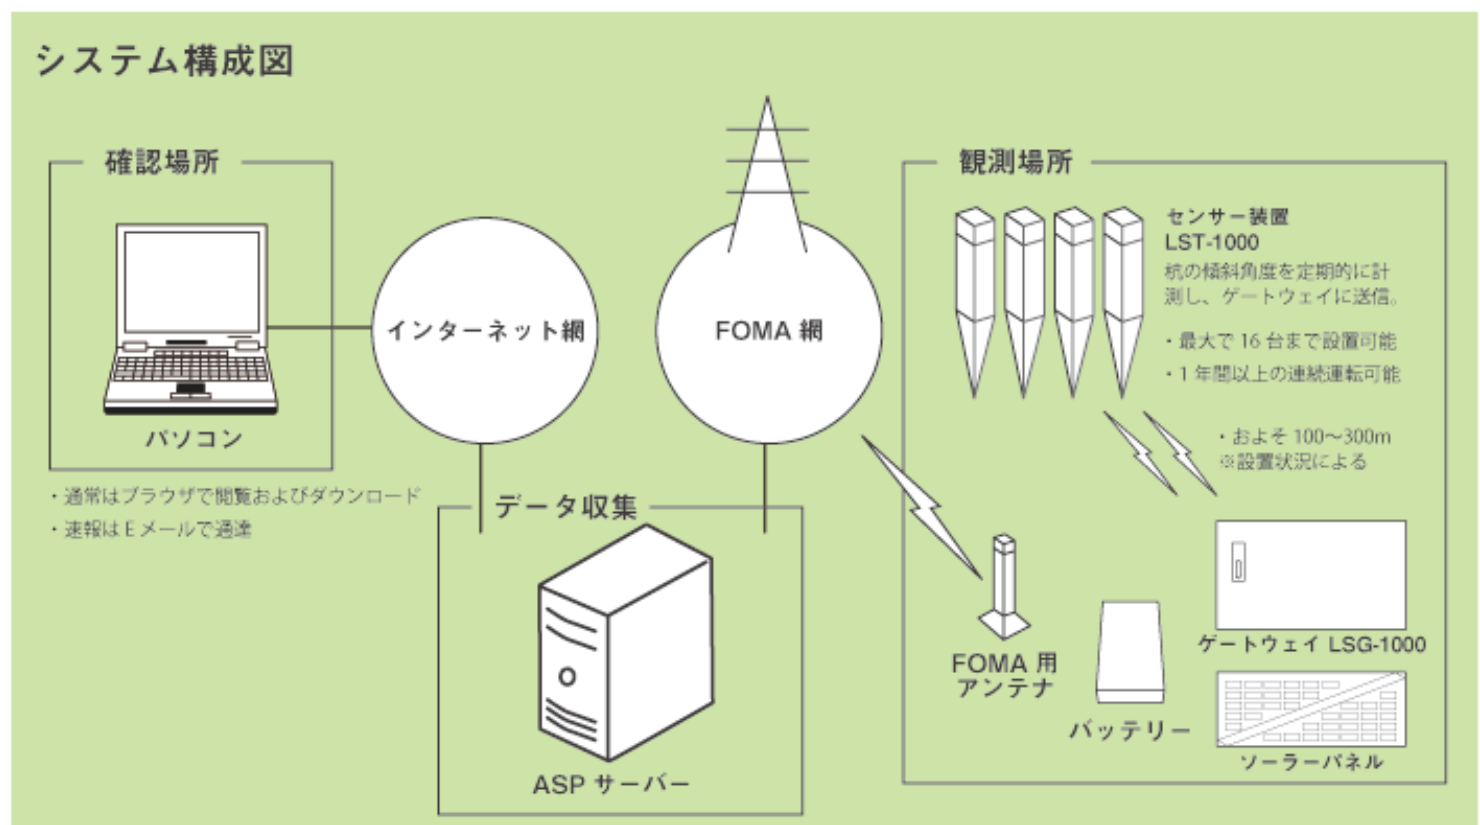 システム構成図
確認場所
パソコン
・通常はブラウザで閲覧およびダウンロード
・速報はEメールで通達
インターネット網
FOMA 網
データ収集
ASP サーバー
観測場所
センサー装置
LST-1000
杭の傾斜角度を定期的に計
測し、ゲートウェイに送信。
・最大で 16 台まで設置可能
・1 年間以上の連続運転可能
・およそ 100～300m
※設置状況による
FOMA 用
アンテナ
バッテリー
ゲートウェイ LSG-1000
ソーラーパネル